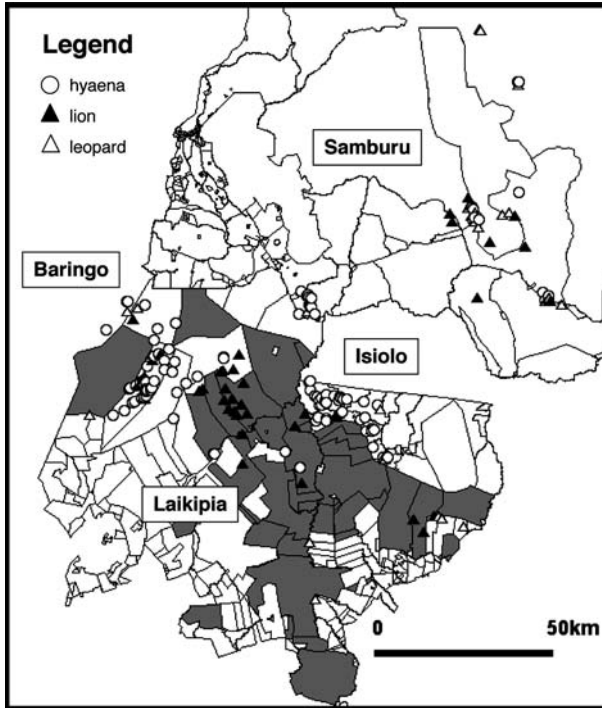 Legend
hyaena
lion
leopard
Samburu
Baringo
Isiolo
Laikipia
0 50km